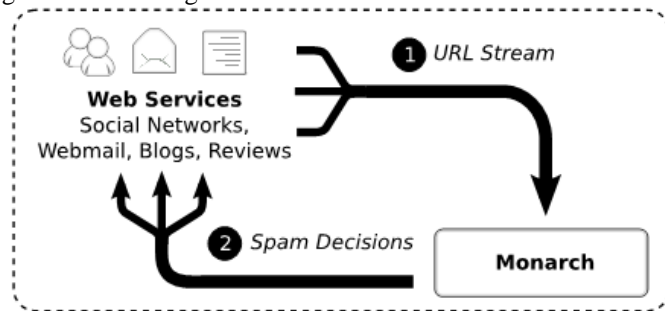 1 URL Stream
Web Services
Social Networks,
Webmail, Blogs, Reviews
2 Spam Decisions
Monarch